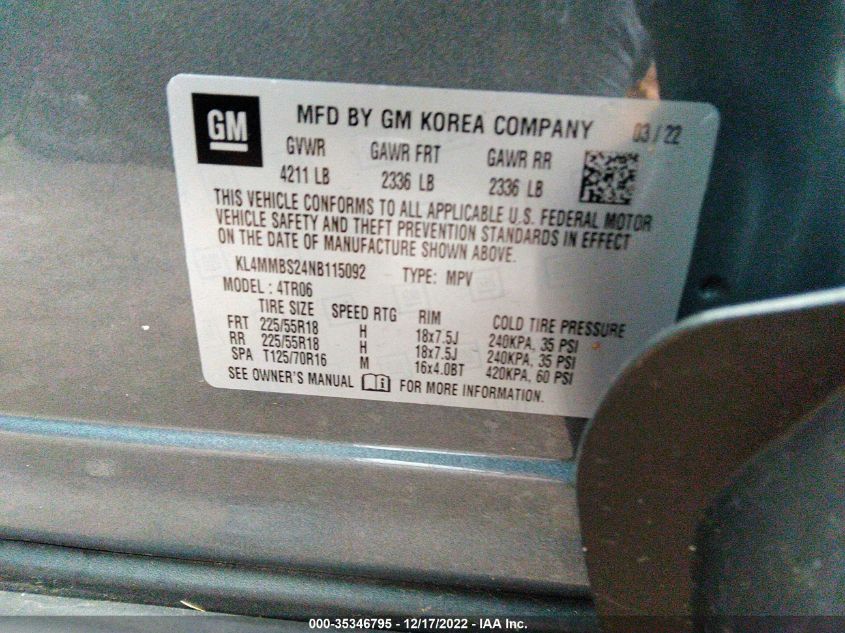 GM
MFD BY GM KOREA COMPANY 03/22
GVWR GAWR FRT GAWR RR
4211 LB 2336 LB 2336 LB
THIS VEHICLE CONFORMS TO ALL APPLICABLE U.S. FEDERAL MOTOR
VEHICLE SAFETY AND THEFT PREVENTION STANDARDS IN EFFECT
ON THE DATE OF MANUFACTURE SHOWN ABOVE.
KL4MMBS24NB115092 TYPE: MPV
MODEL: 4TR06
TIRE SIZE SPEED RTG RIM COLD TIRE PRESSURE
FRT 225/55R18 H 18x7.5J 240KPA, 35 PSI
RR 225/55R18 H 18x7.5J 240KPA, 35 PSI
SPA T125/70R16 M 16x4.0BT 420KPA, 60 PSI
SEE OWNER'S MANUAL FOR MORE INFORMATION.
000-35346795 - 12/17/2022 - IAA Inc.